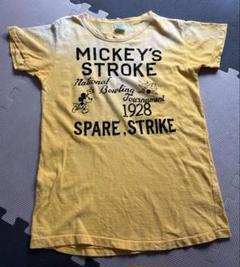 MICKEY'S
STROKE
National
Bowling
Tournament
1928
SPARE.STRIKE